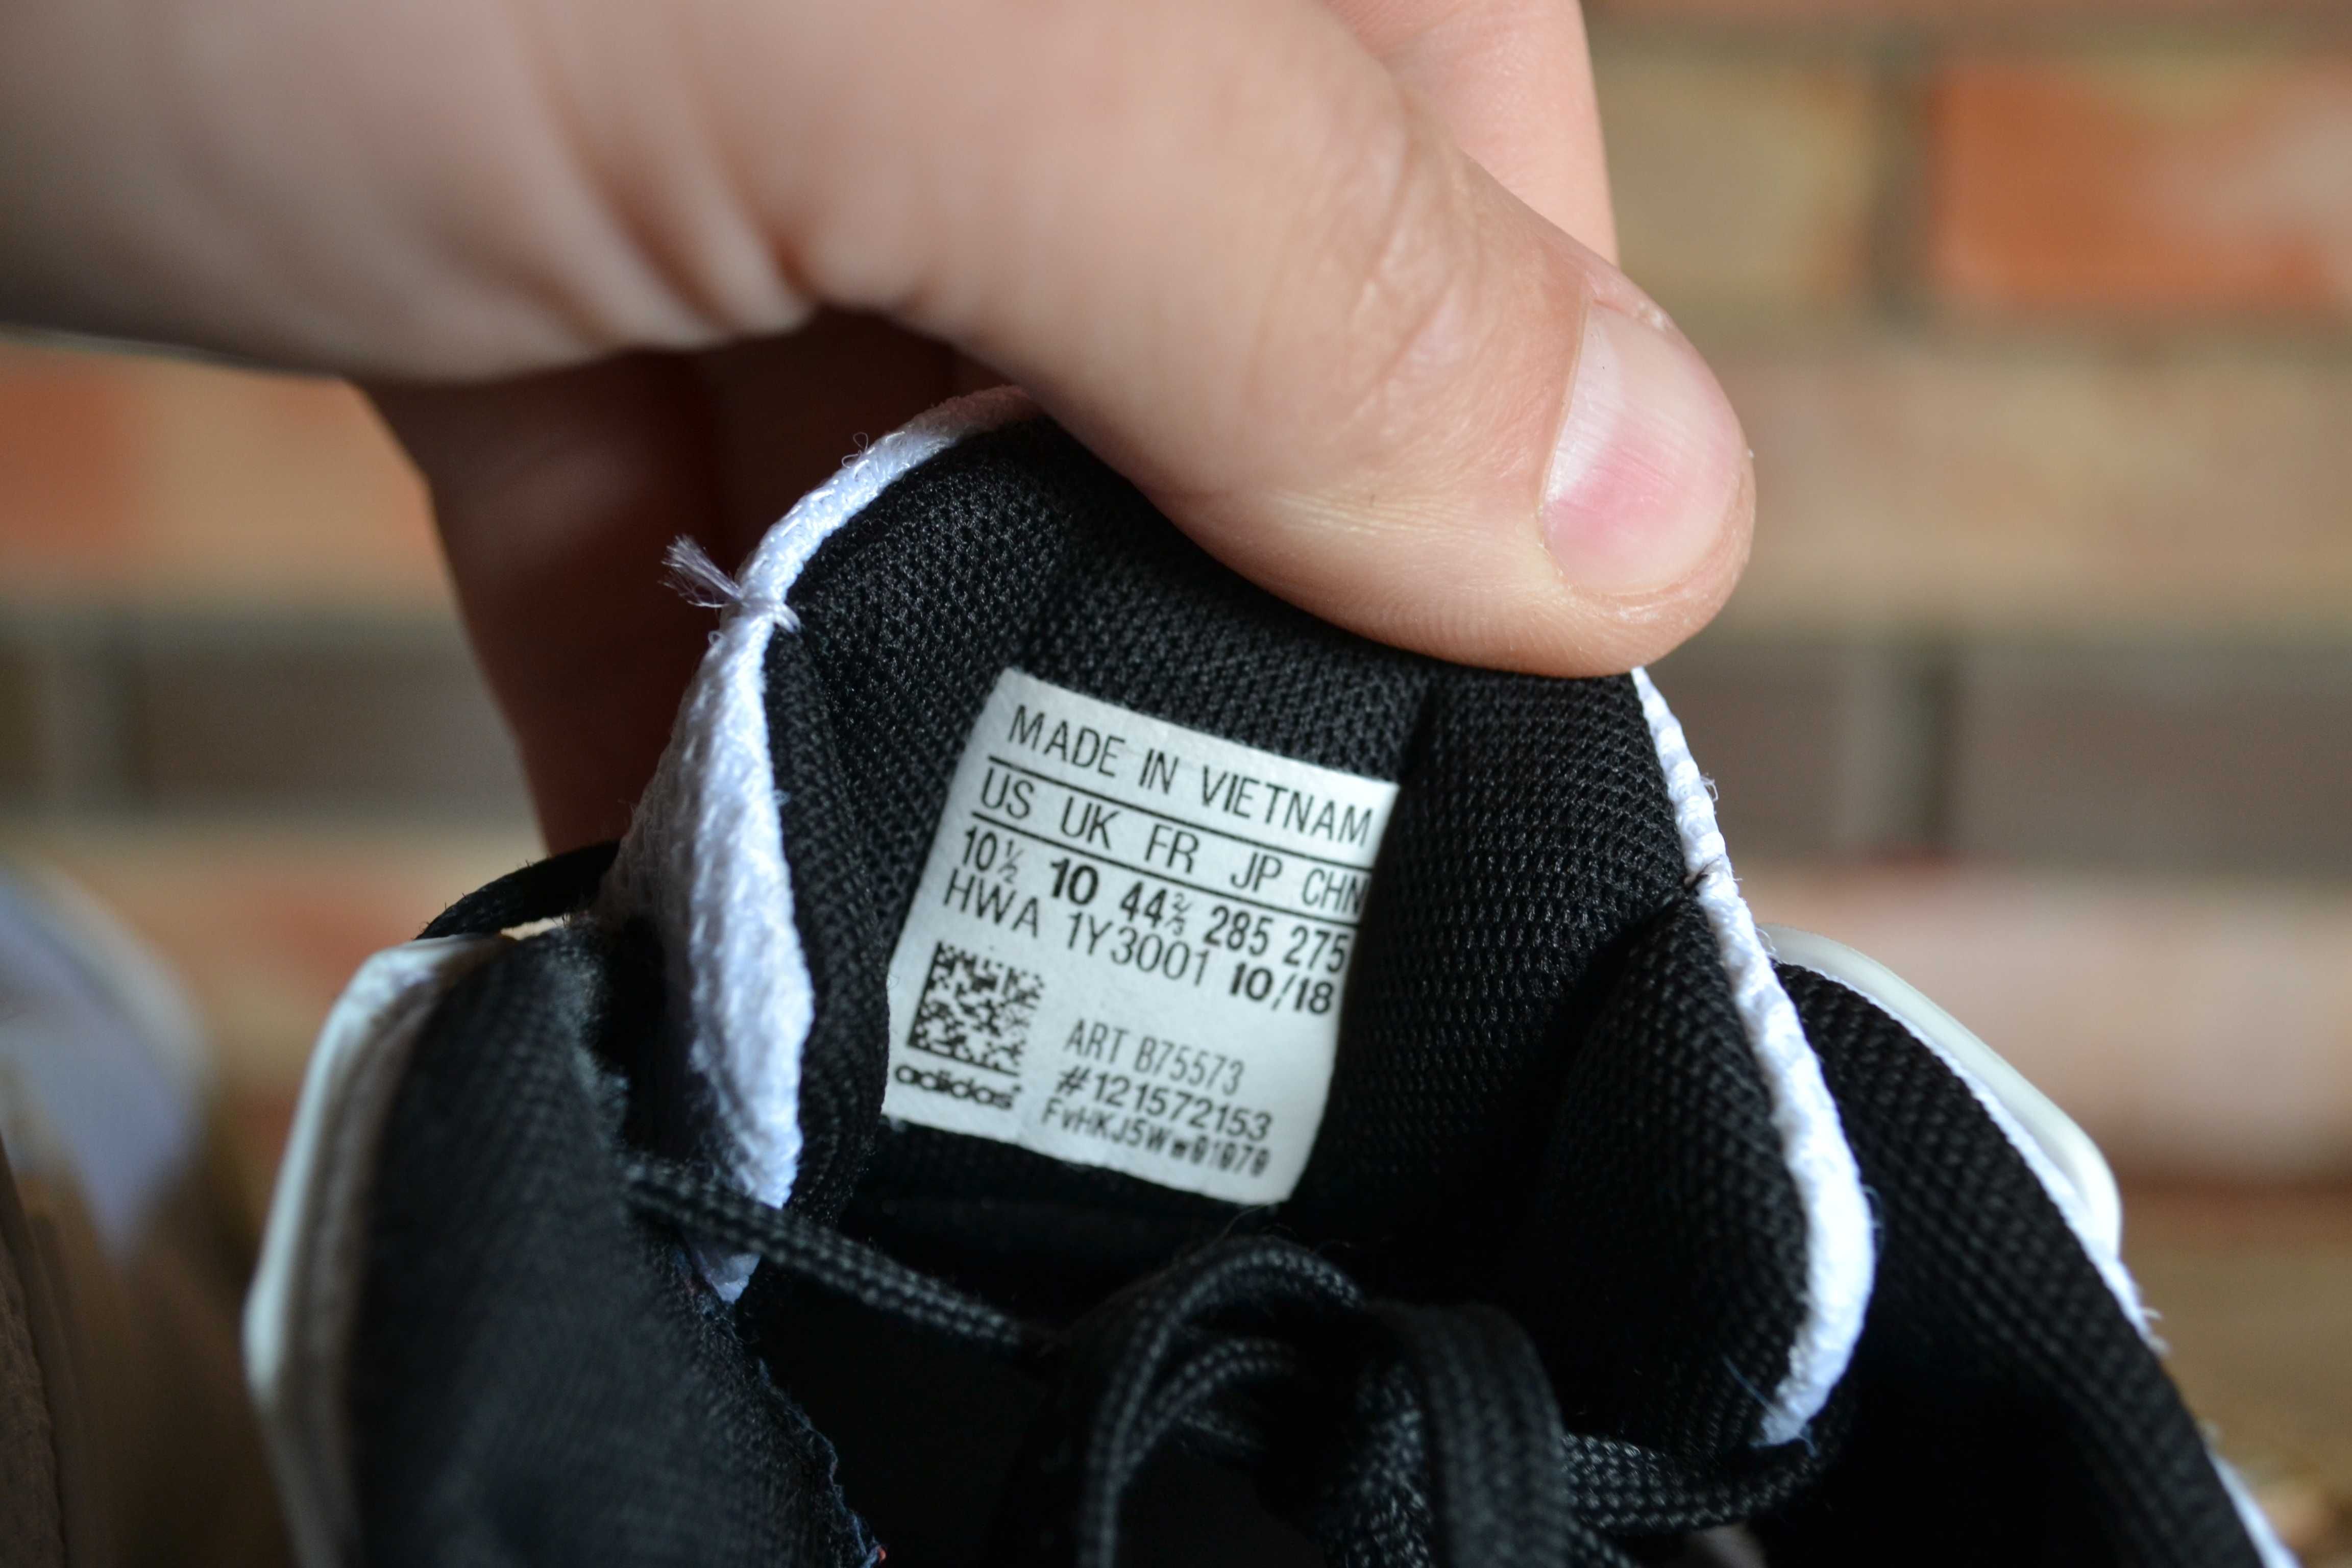 MADE IN VIETNAM
US UK FR JP CHN
10½ 10 44⅔ 285 275
HWA 1Y3001 10/18
ART B75573
#121572153
FvHKJ5Ww01070
adidas